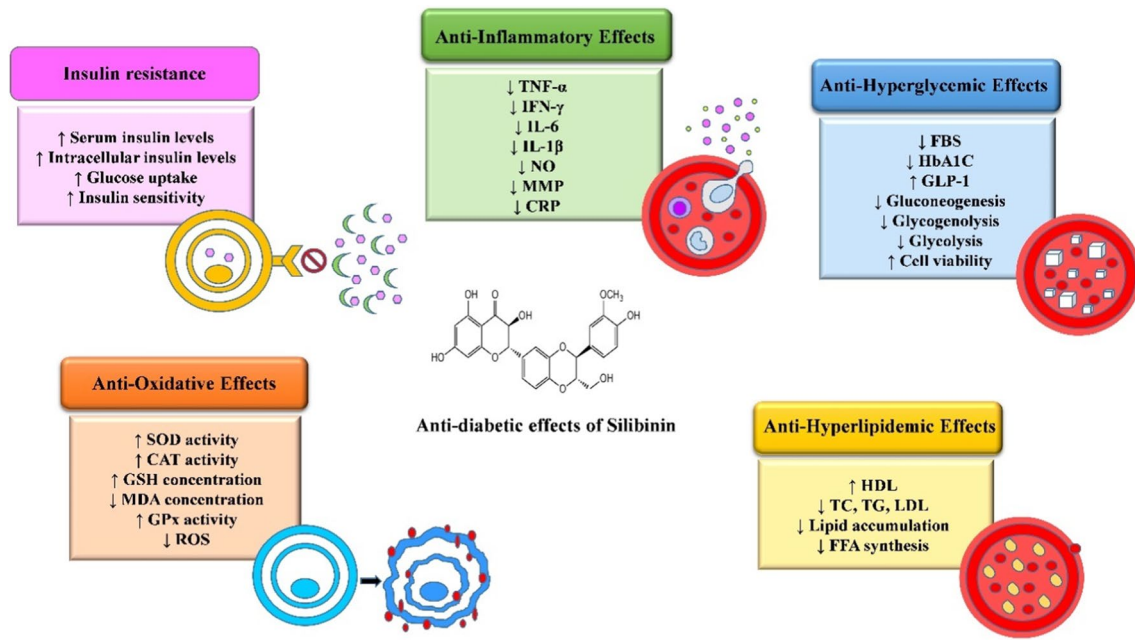 Anti-Inflammatory Effects
↓ TNF-α
↓ IFN-γ
↓ IL-6
↓ IL-1β
↓ NO
↓ MMP
↓ CRP
Insulin resistance
↑ Serum insulin levels
↑ Intracellular insulin levels
↑ Glucose uptake
↑ Insulin sensitivity
Anti-Hyperglycemic Effects
↓ FBS
↓ HbA1C
↑ GLP-1
↓ Gluconeogenesis
↓ Glycogenolysis
↓ Glycolysis
↑ Cell viability
OH
O
OH
HO
O
OH
O
O
OCH₃
OH
OH
Anti-diabetic effects of Silibinin
Anti-Oxidative Effects
↑ SOD activity
↑ CAT activity
↑ GSH concentration
↓ MDA concentration
↑ GPx activity
↓ ROS
Anti-Hyperlipidemic Effects
↑ HDL
↓ TC, TG, LDL
↓ Lipid accumulation
↓ FFA synthesis